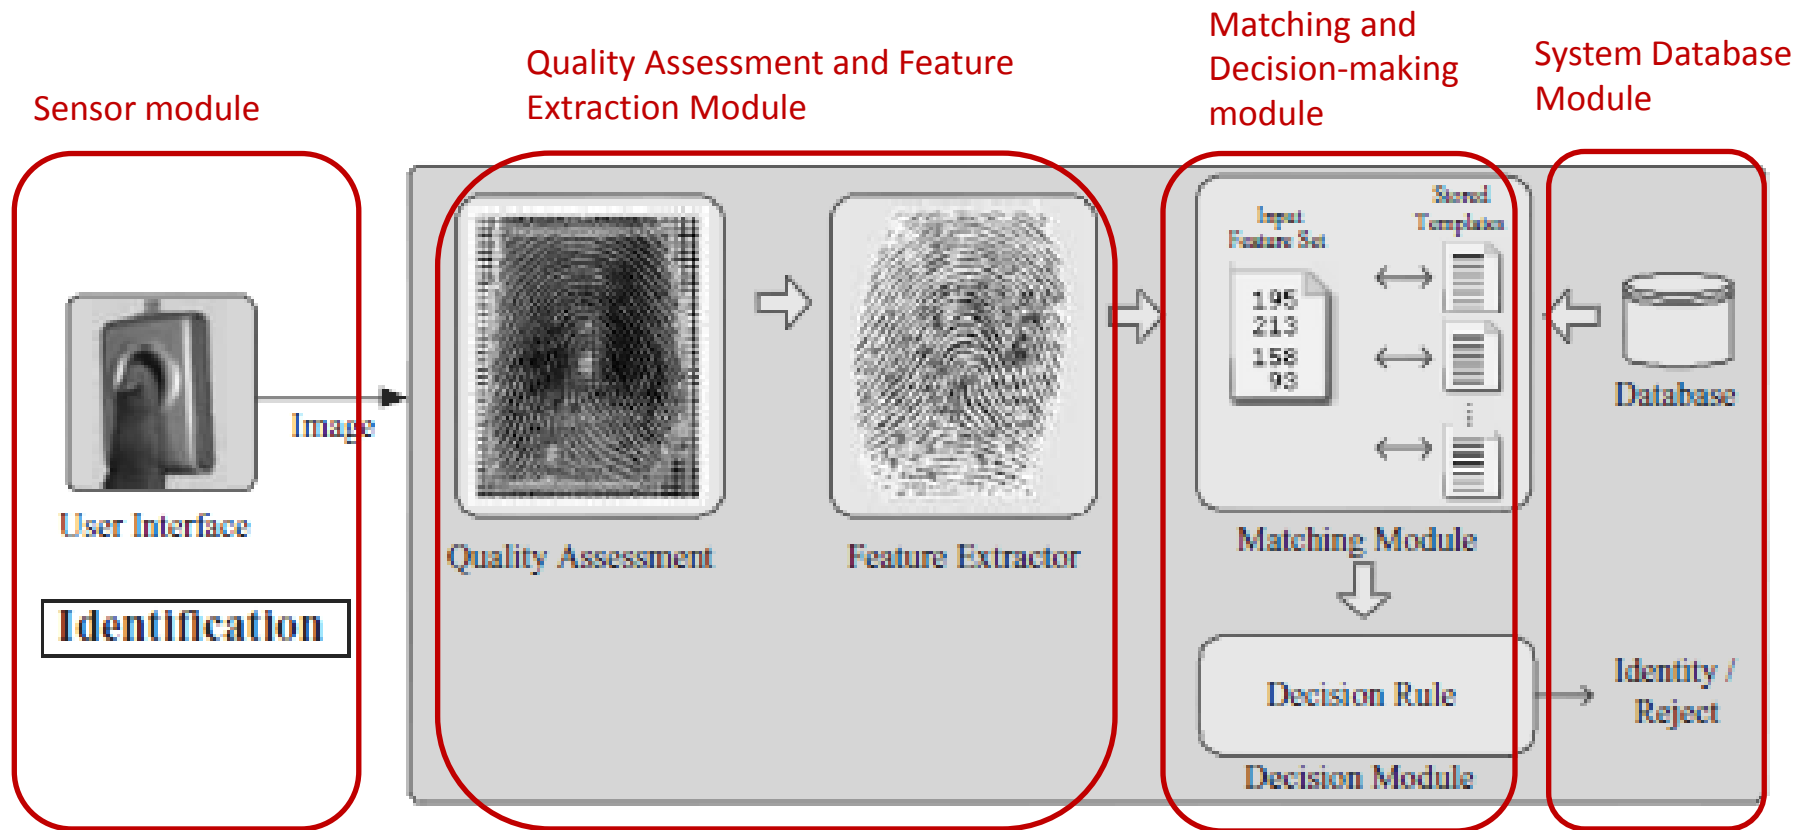 Sensor module
Quality Assessment and Feature
Extraction Module
Matching and
Decision-making
module
System Database
Module
Image
User Interface
Identification
Quality Assessment
Feature Extractor
Input
Feature Set
195
213
158
93
Stored
Templates
Matching Module
Decision Rule
Decision Module
Database
Identity /
Reject